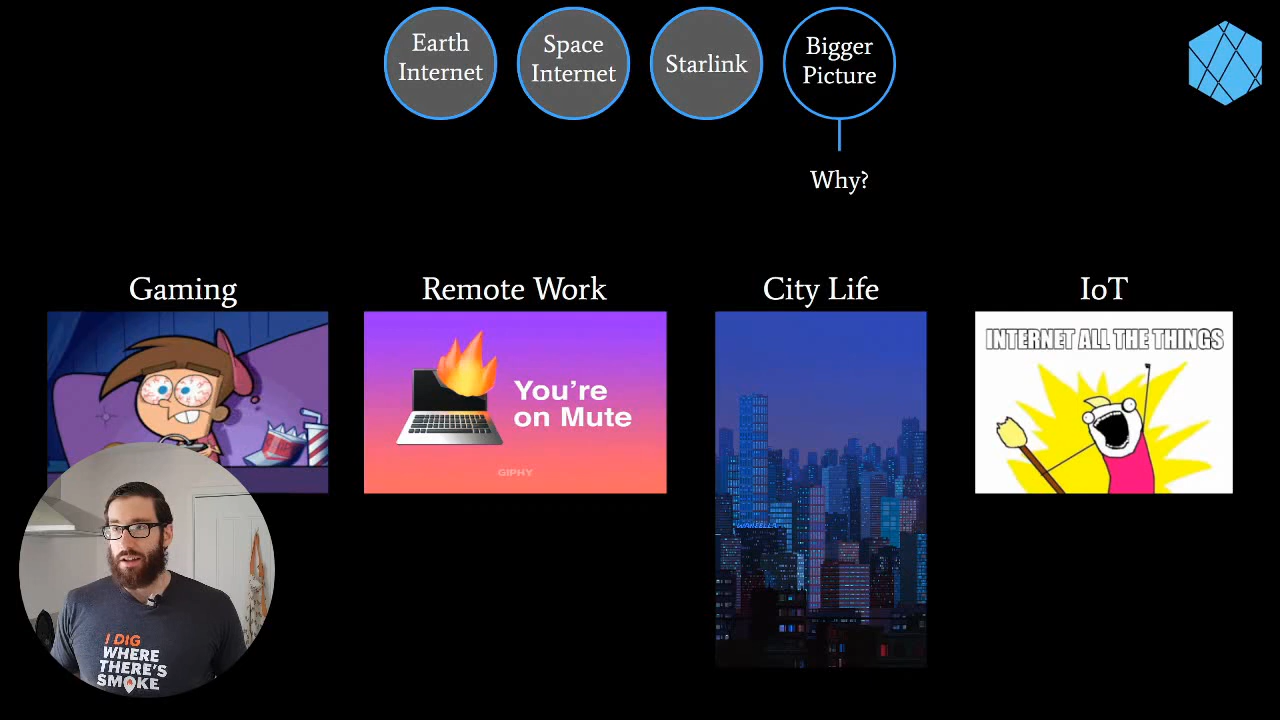 Earth
Internet
Space
Internet
Starlink
Bigger
Picture
Why?
Gaming
Remote Work
City Life
IoT
You're
on Mute
GIPHY
INTERNET ALL THE THINGS
I DIG
WHERE
THERE'S
SMOKE